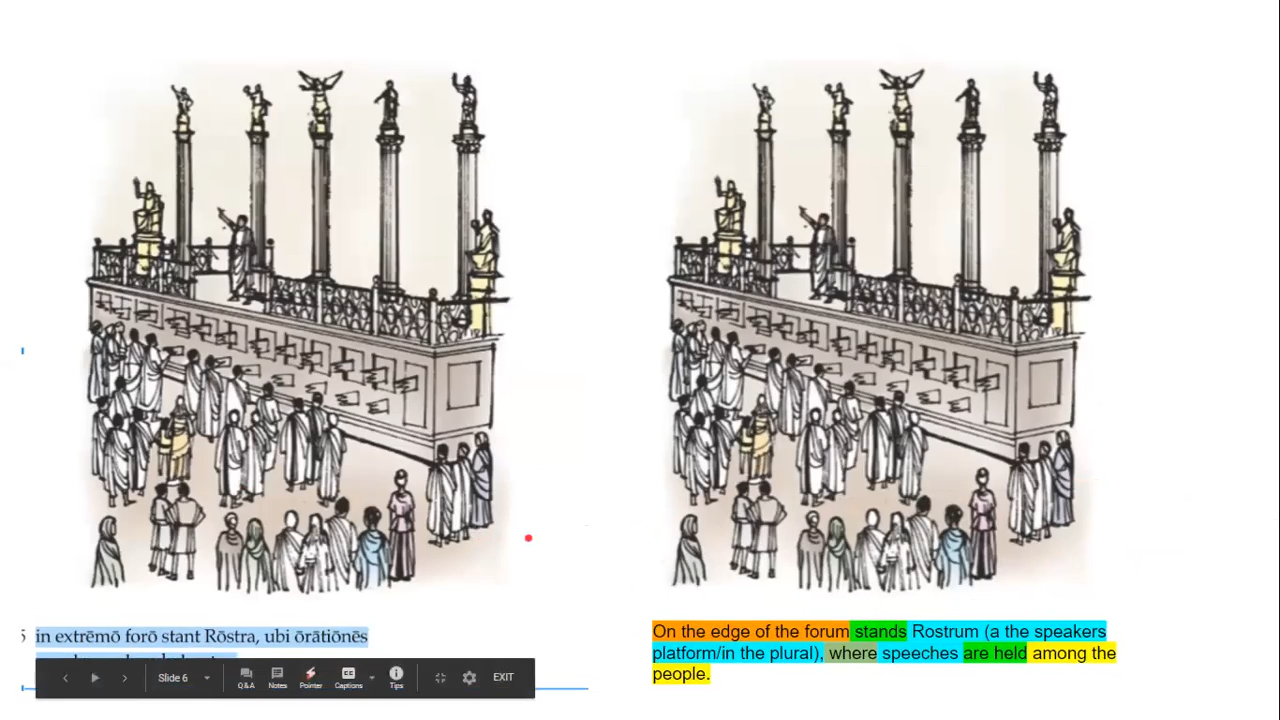 5 in extrēmō forō stant Rōstra, ubi ōrātiōnēs
Slide 6
Q&A
Notes
Pointer
Captions
Tips
EXIT
On the edge of the forum stands Rostrum (a the speakers
platform/in the plural), where speeches are held among the
people.